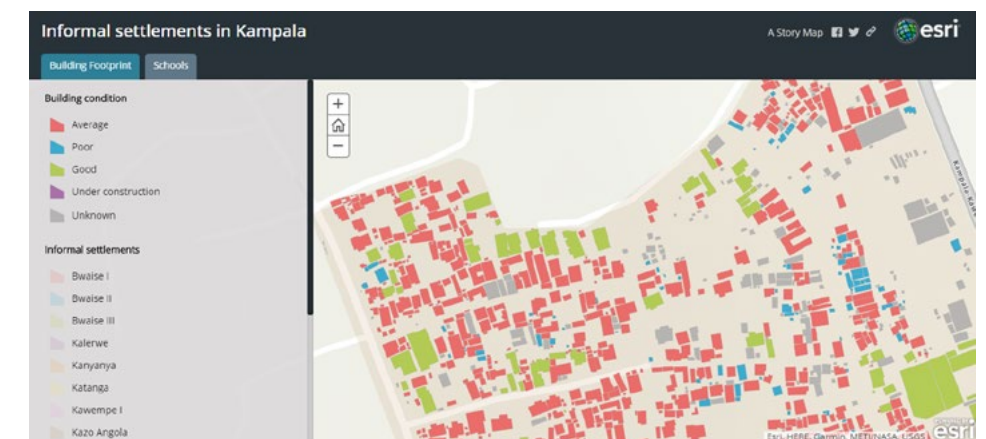 Informal settlements in Kampala
A Story Map
esri
Building Footprint
Schools
Building condition
Average
Poor
Good
Under construction
Unknown
Informal settlements
Bwaise I
Bwaise II
Bwaise III
Kalerwe
Kanyanya
Katanga
Kawempe I
Kazo Angola
+
−
Esri, HERE, Garmin, METI/NASA, USGS
esri